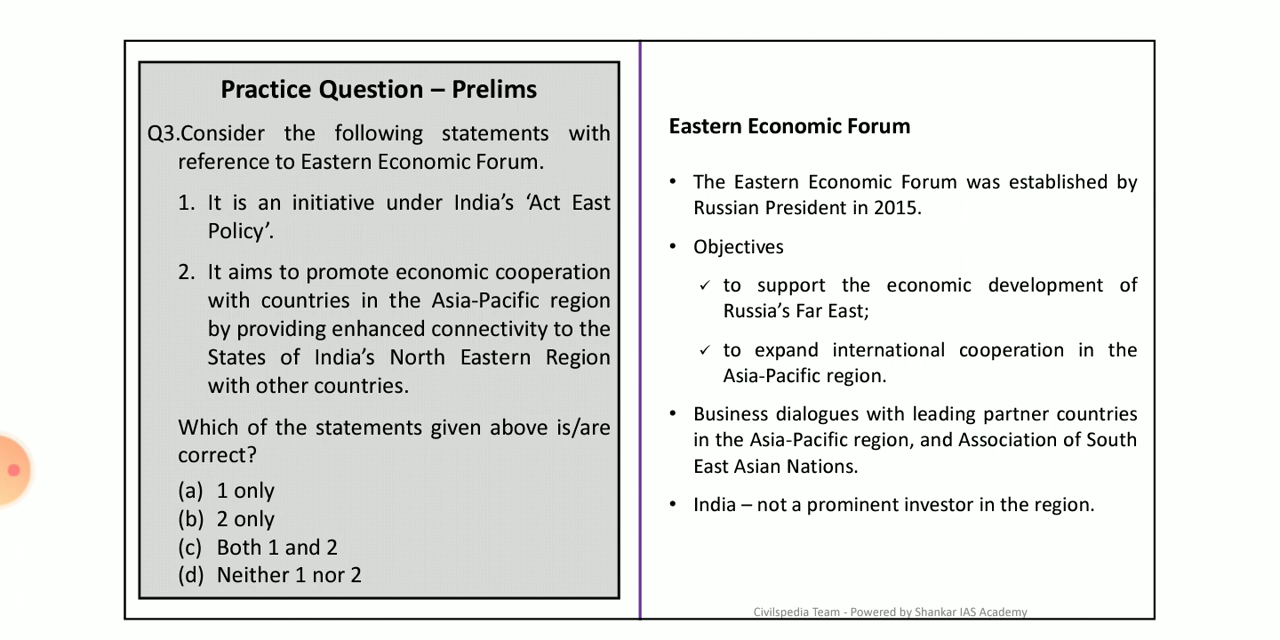 Practice Question – Prelims
Q3.Consider the following statements with
reference to Eastern Economic Forum.
1. It is an initiative under India’s ‘Act East
Policy’.
2. It aims to promote economic cooperation
with countries in the Asia-Pacific region
by providing enhanced connectivity to the
States of India’s North Eastern Region
with other countries.
Which of the statements given above is/are
correct?
(a) 1 only
(b) 2 only
(c) Both 1 and 2
(d) Neither 1 nor 2
Eastern Economic Forum
• The Eastern Economic Forum was established by
Russian President in 2015.
• Objectives
✓ to support the economic development of
Russia’s Far East;
✓ to expand international cooperation in the
Asia-Pacific region.
• Business dialogues with leading partner countries
in the Asia-Pacific region, and Association of South
East Asian Nations.
• India – not a prominent investor in the region.
Civilspedia Team - Powered by Shankar IAS Academy